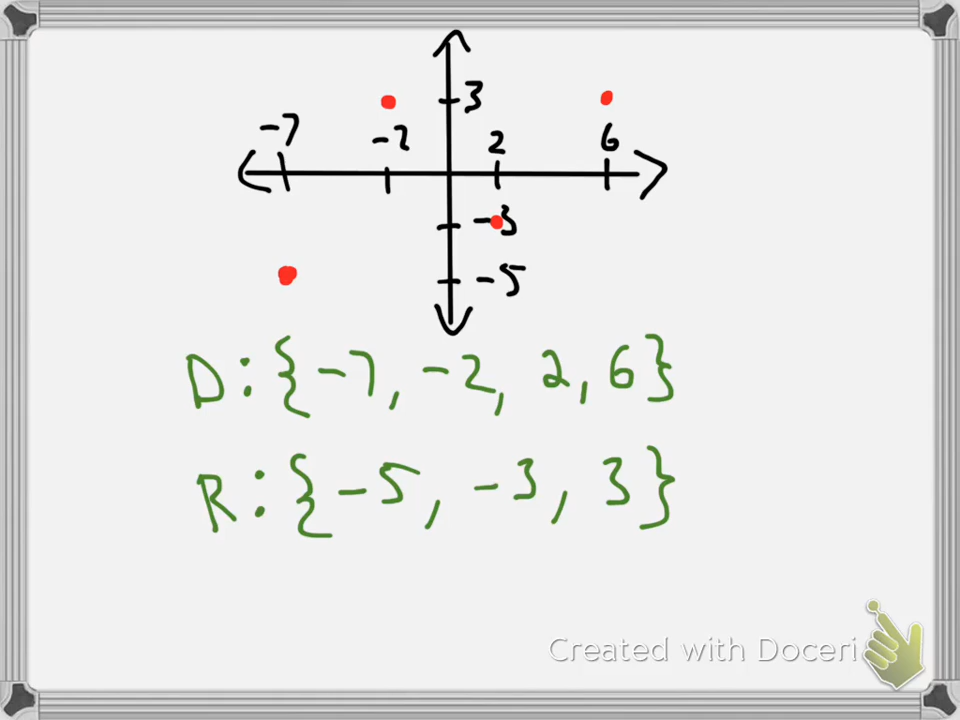 3
-7 -2 2 6
-3
-5
D: {-7, -2, 2, 6}
R: {-5, -3, 3}
Created with Doceri